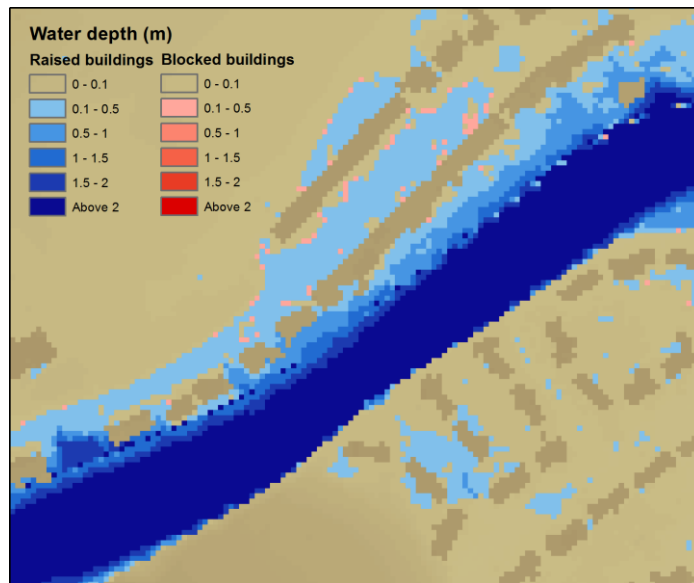 Water depth (m)
Raised buildings Blocked buildings
0 - 0.1 0 - 0.1
0.1 - 0.5 0.1 - 0.5
0.5 - 1 0.5 - 1
1 - 1.5 1 - 1.5
1.5 - 2 1.5 - 2
Above 2 Above 2